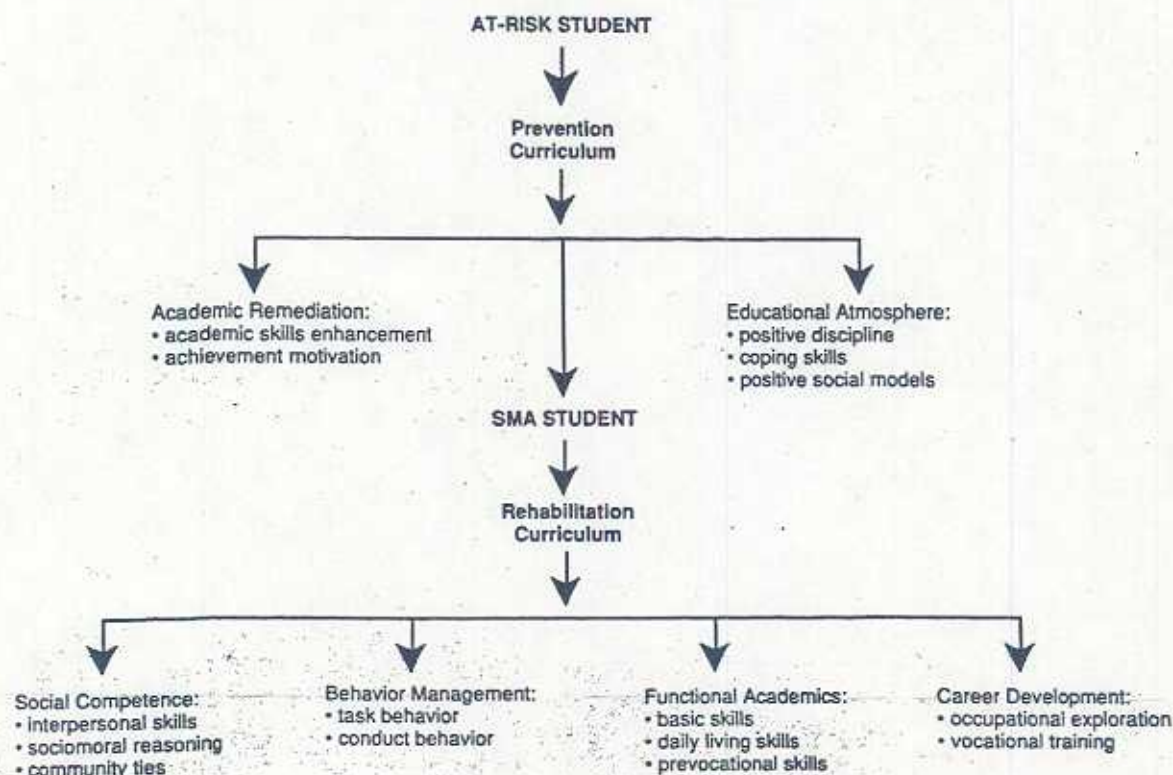 AT-RISK STUDENT
Prevention
Curriculum
Academic Remediation:
• academic skills enhancement
• achievement motivation
Educational Atmosphere:
• positive discipline
• coping skills
• positive social models
SMA STUDENT
Rehabilitation
Curriculum
Social Competence:
• interpersonal skills
• sociomoral reasoning
• community ties
Behavior Management:
• task behavior
• conduct behavior
Functional Academics:
• basic skills
• daily living skills
• prevocational skills
Career Development:
• occupational exploration
• vocational training